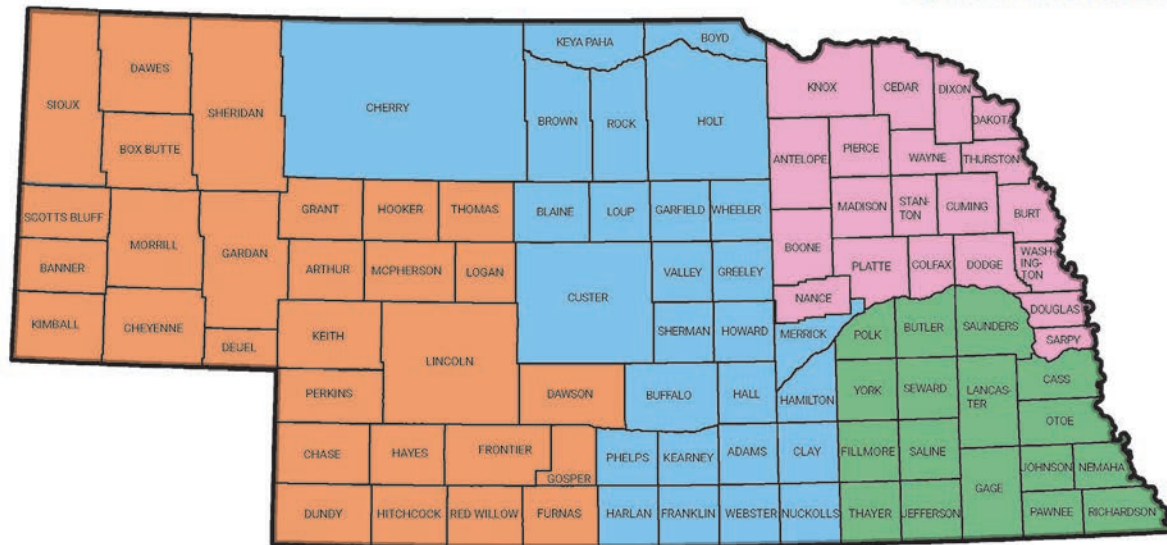 KEYA PAHA
BOYD
DAWES
SIOUX
SHERIDAN
CHERRY
BROWN
ROCK
HOLT
KNOX
CEDAR
DIXON
DAKOTA
BOX BUTTE
ANTELOPE
PIERCE
WAYNE
THURSTON
SCOTTS BLUFF
MORRILL
GARDAN
GRANT
HOOKER
THOMAS
BLAINE
LOUP
GARFIELD
WHEELER
MADISON
STAN-
TON
CUMING
BURT
BANNER
ARTHUR
MCPHERSON
LOGAN
CUSTER
VALLEY
GREELEY
BOONE
PLATTE
COLFAX
DODGE
WASH-
ING-
TON
KIMBALL
CHEYENNE
DEUEL
KEITH
LINCOLN
SHERMAN
HOWARD
NANCE
MERRICK
POLK
BUTLER
SAUNDERS
DOUGLAS
SARPY
PERKINS
DAWSON
BUFFALO
HALL
HAMILTON
YORK
SEWARD
LANCAS-
TER
CASS
OTOE
CHASE
HAYES
FRONTIER
GOSPER
PHELPS
KEARNEY
ADAMS
CLAY
FILLMORE
SALINE
GAGE
JOHNSON
NEMAHA
DUNDY
HITCHCOCK
RED WILLOW
FURNAS
HARLAN
FRANKLIN
WEBSTER
NUCKOLLS
THAYER
JEFFERSON
PAWNEE
RICHARDSON